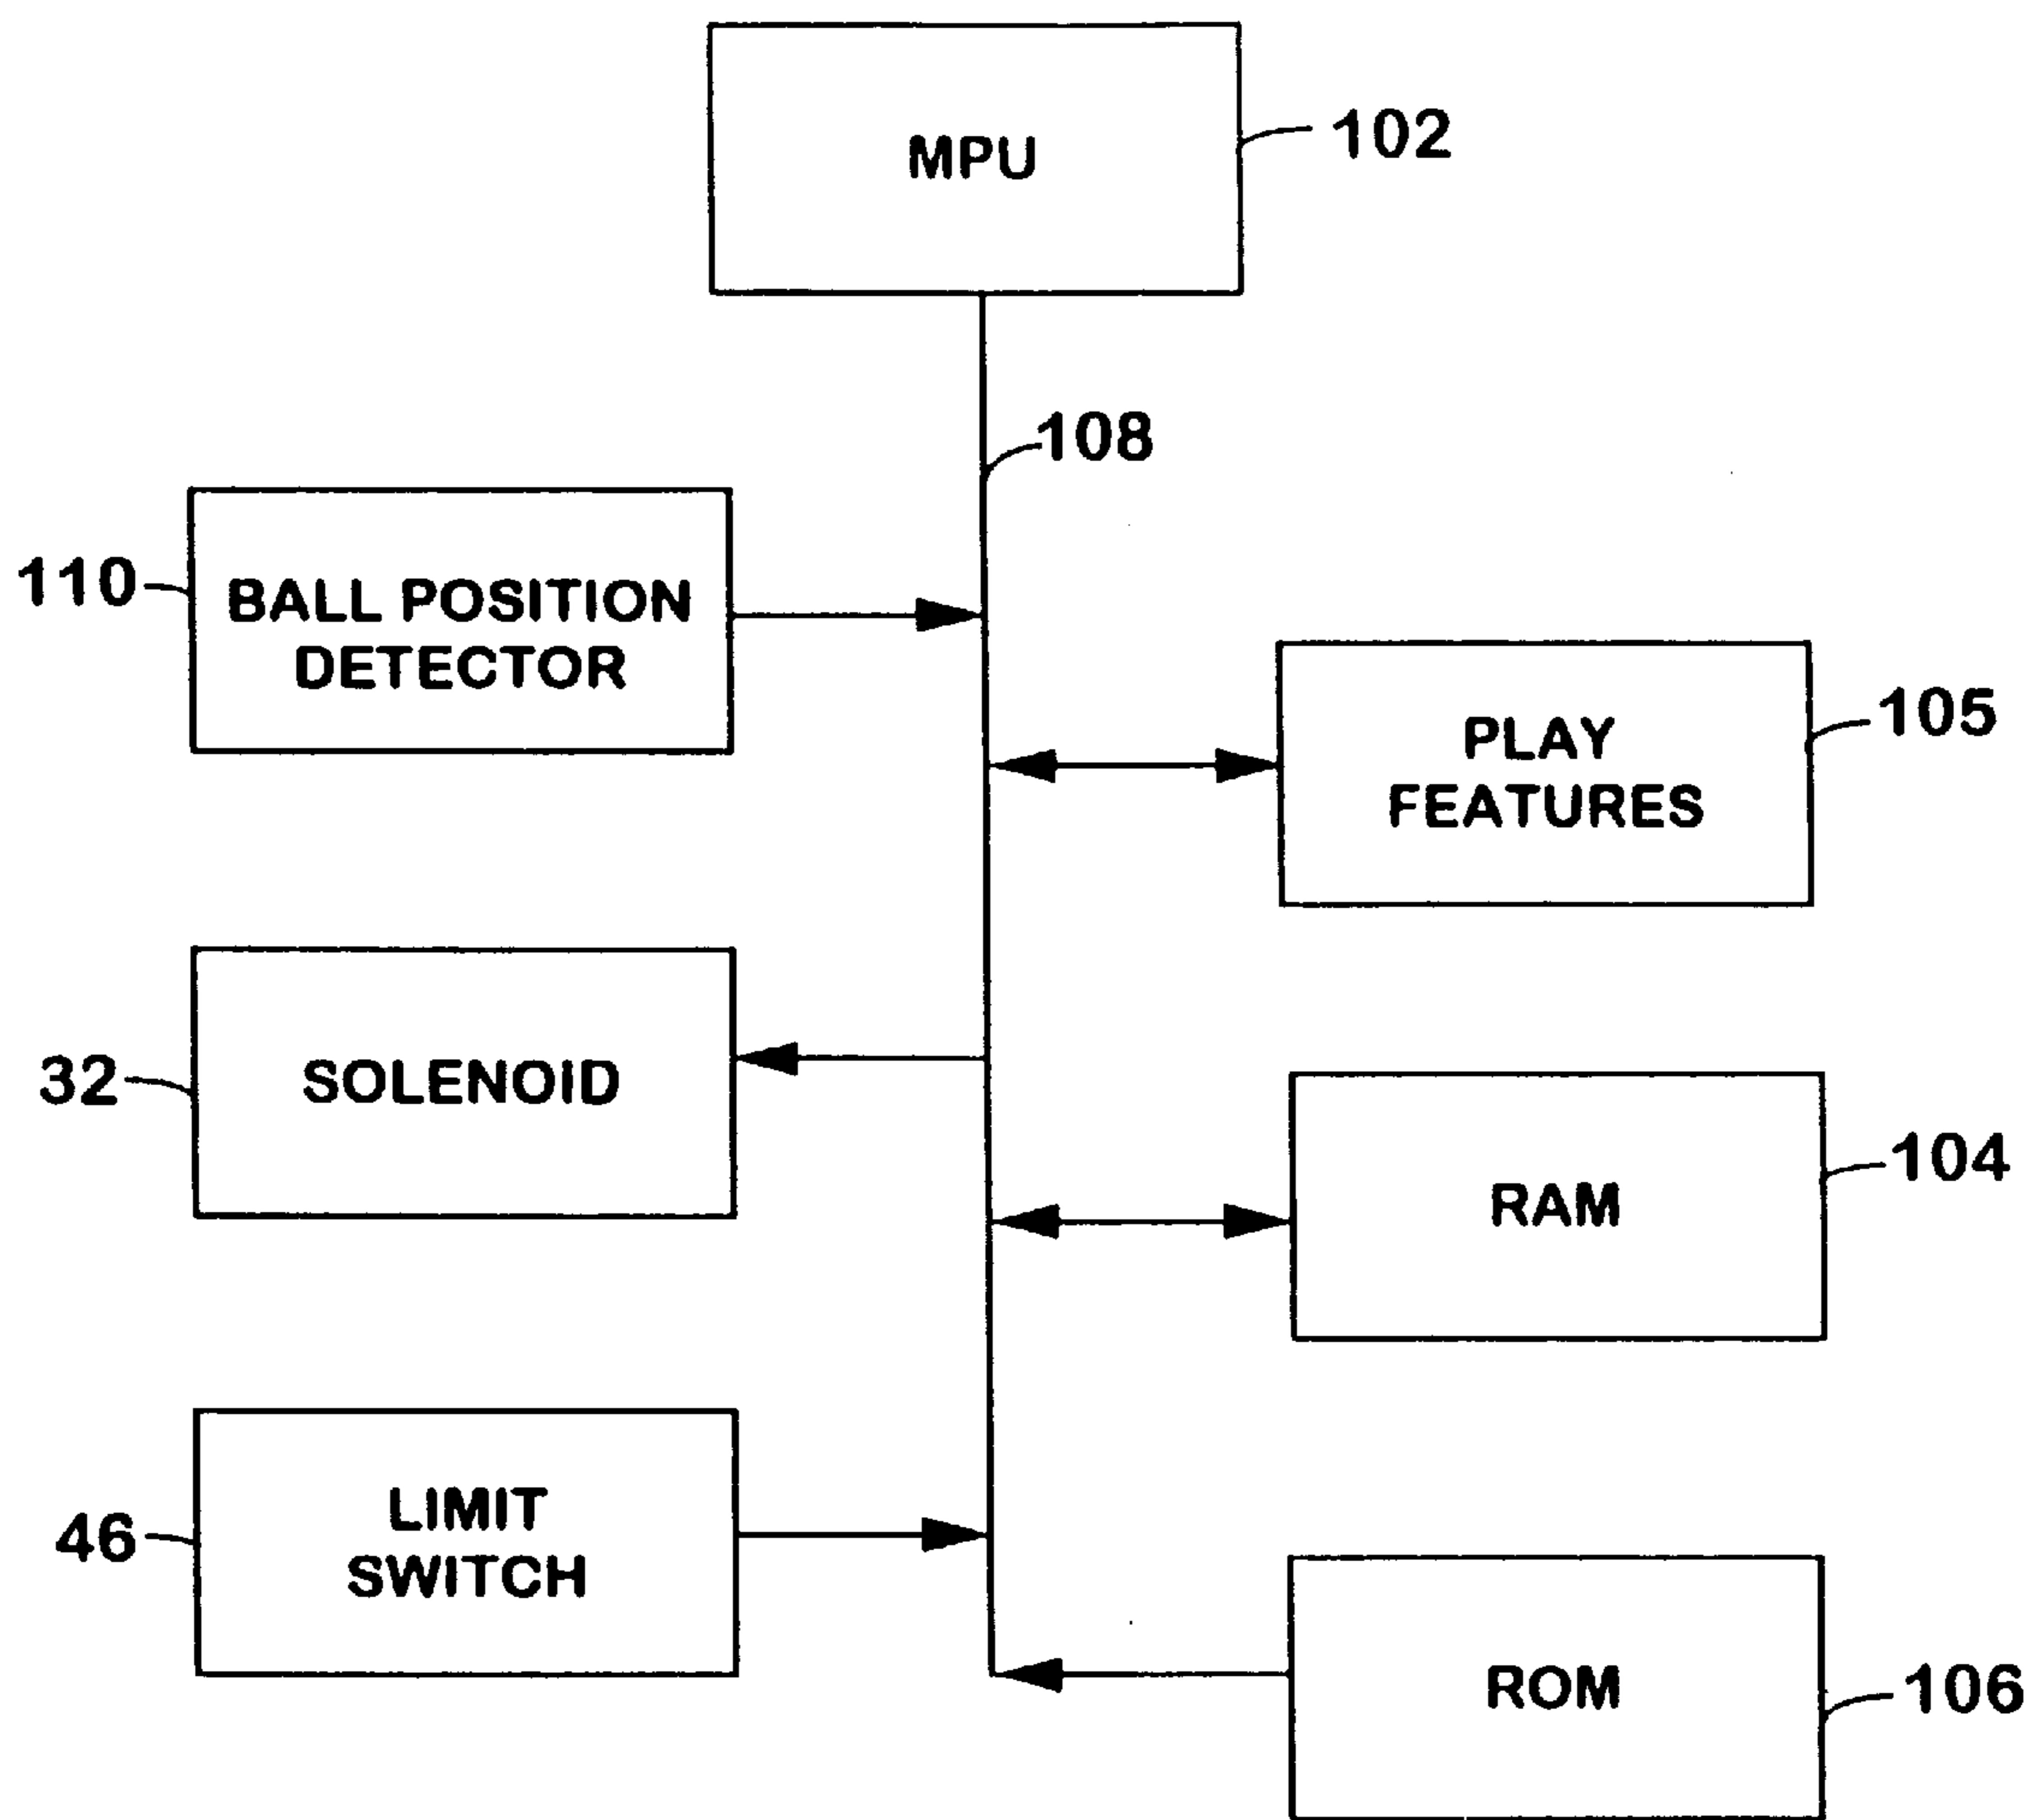 MPU
102
108
110
BALL POSITION
DETECTOR
PLAY
FEATURES
105
32
SOLENOID
RAM
104
46
LIMIT
SWITCH
ROM
106